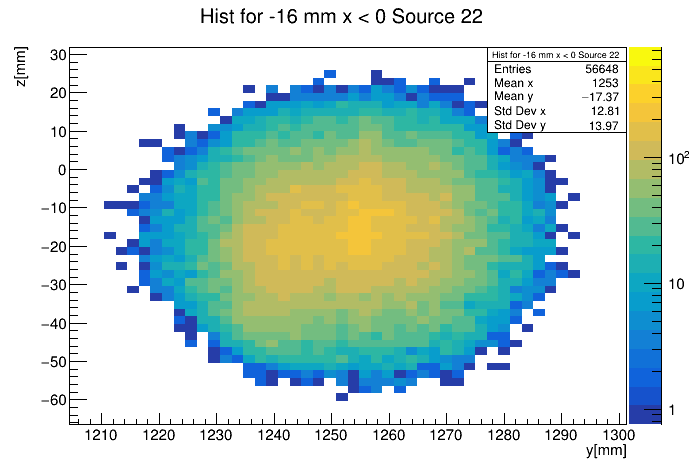 Hist for -16 mm x < 0 Source 22
z[mm]
30
20
10
0
−10
−20
−30
−40
−50
−60
Hist for -16 mm x < 0 Source 22
Entries 56648
Mean x 1253
Mean y −17.37
Std Dev x 12.81
Std Dev y 13.97
10²
10
1
1210 1220 1230 1240 1250 1260 1270 1280 1290 1300
y[mm]